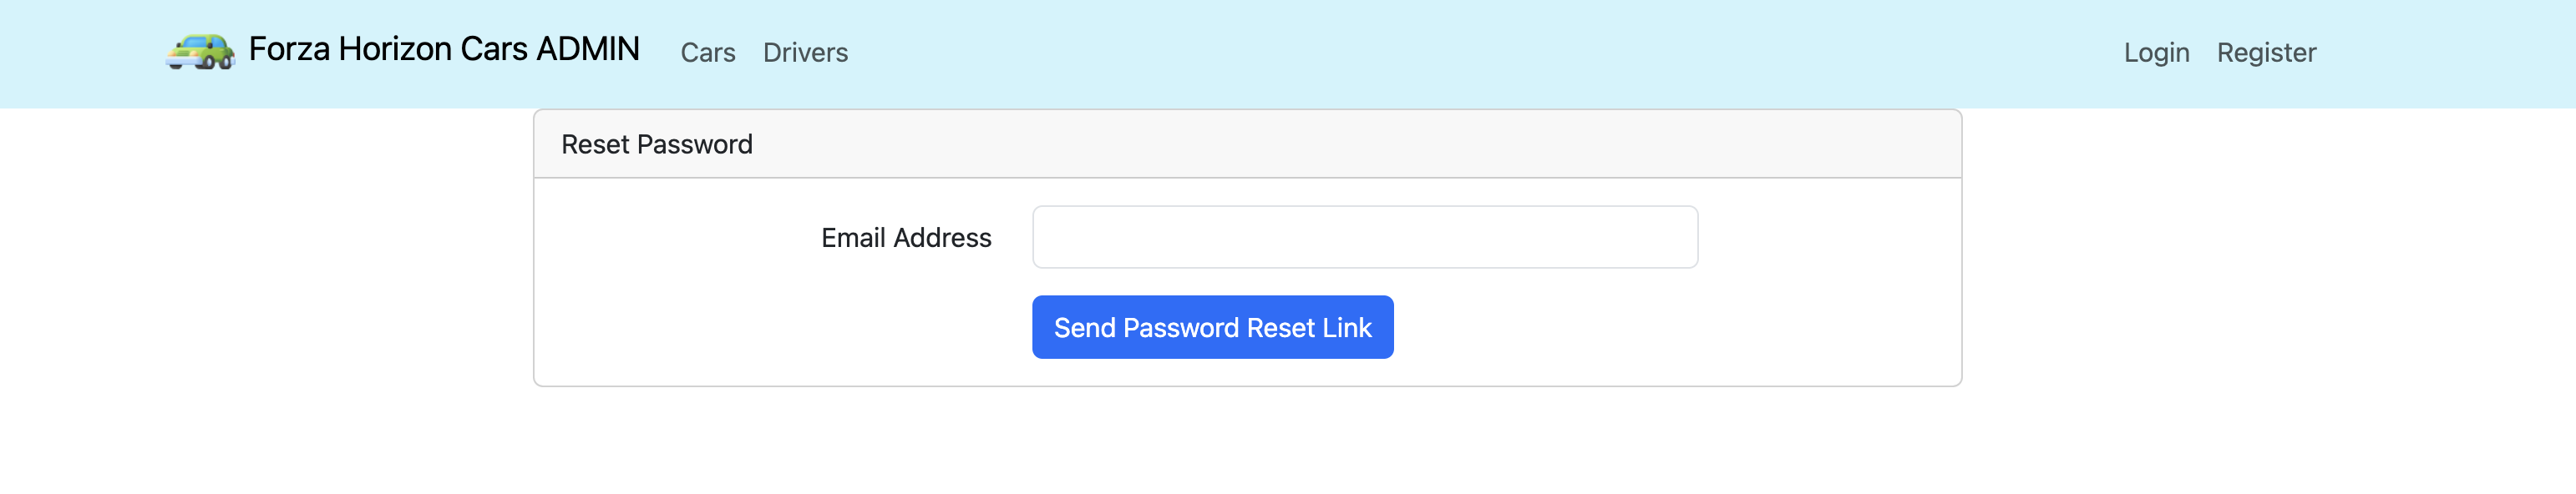 Forza Horizon Cars ADMIN Cars Drivers Login Register
Reset Password
Email Address
Send Password Reset Link